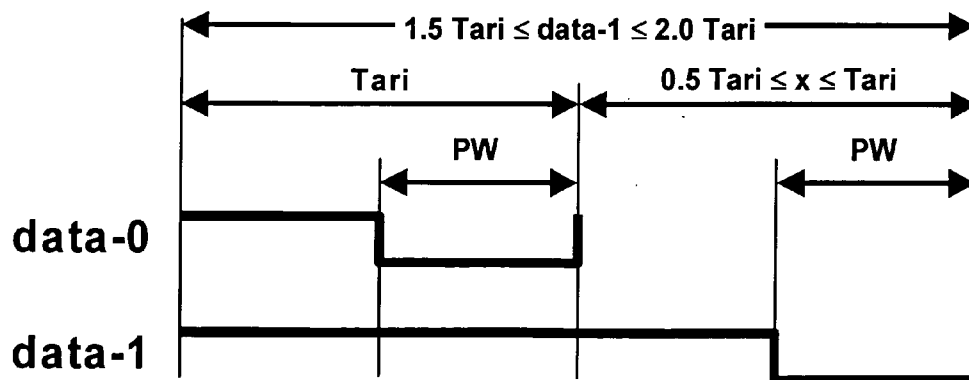 1.5 Tari ≤ data-1 ≤ 2.0 Tari
Tari
0.5 Tari ≤ x ≤ Tari
PW
PW
data-0
data-1